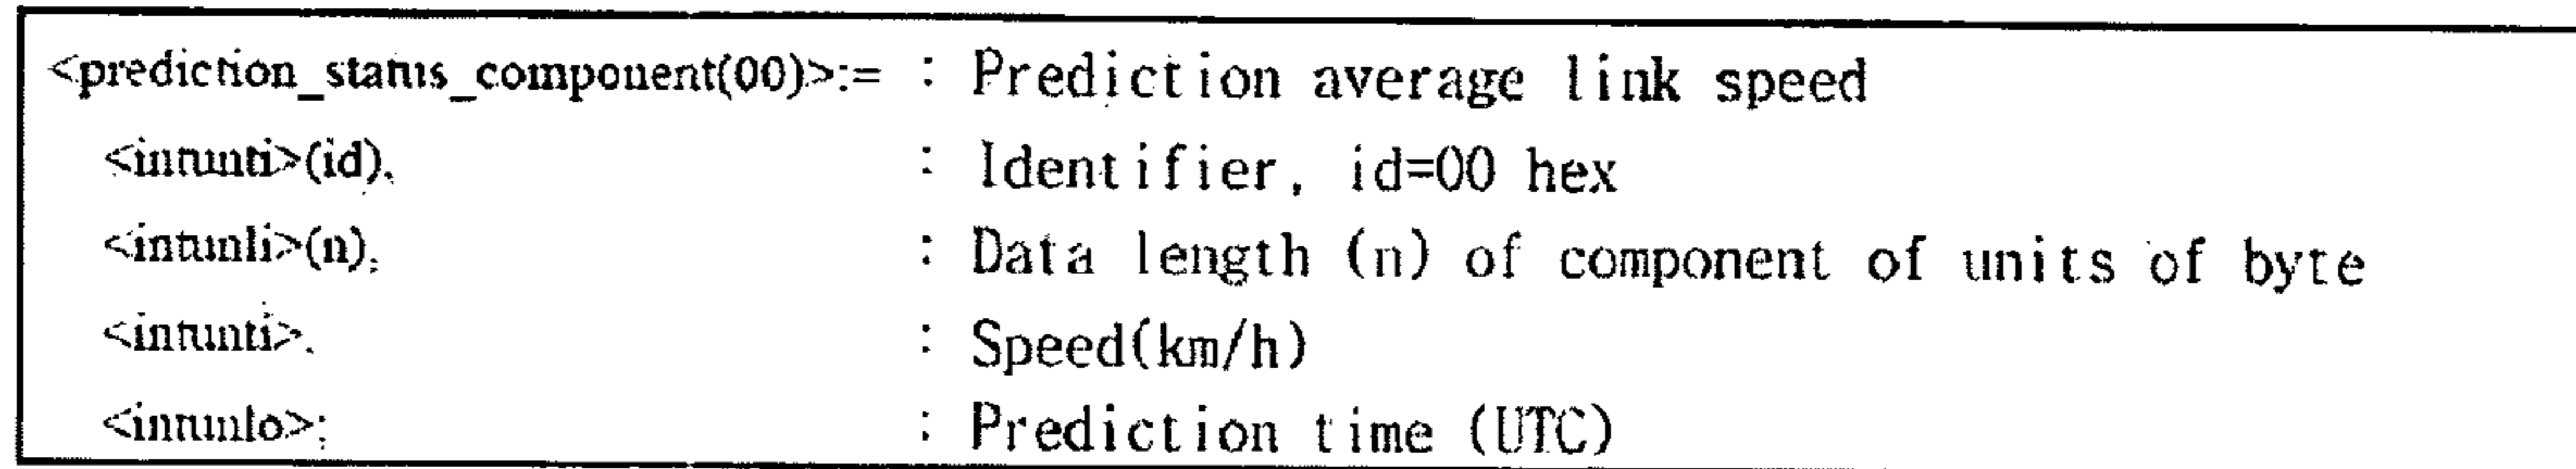 <prediction_status_component(00)>:= : Prediction average link speed
<intunti>(id), : Identifier, id=00 hex
<intunli>(n), : Data length (n) of component of units of byte
<intunti>, : Speed(km/h)
<intunlo>; : Prediction time (UTC)